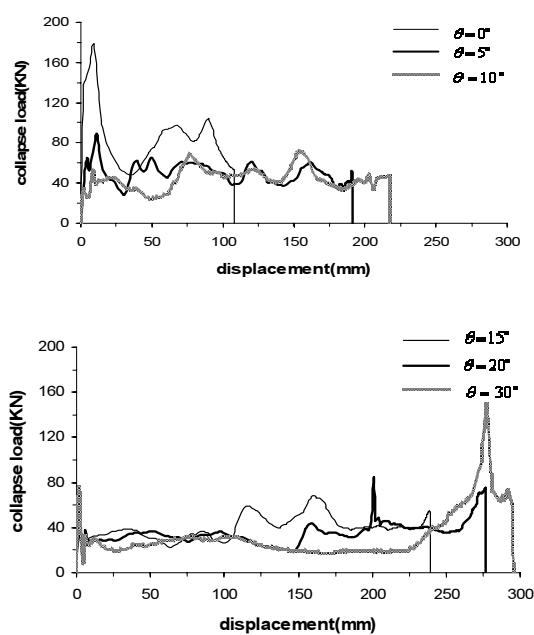 200
160
120
80
40
0
collapse load(KN)
θ=0°
θ=5°
θ=10°
0 50 100 150 200 250 300
displacement(mm)
200
160
120
80
40
0
collapse load(KN)
θ=15°
θ=20°
θ=30°
0 50 100 150 200 250 300
displacement(mm)